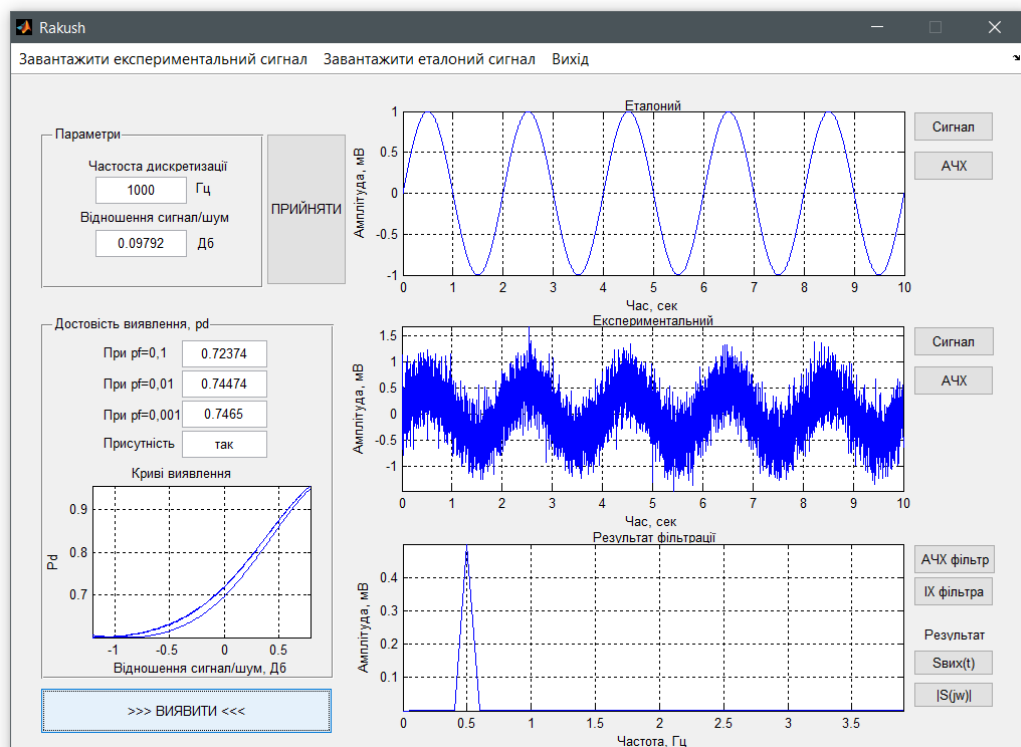 Rakush
Завантажити експериментальний сигнал Завантажити еталоний сигнал Вихід
Параметри
Частоста дискретизації
1000 Гц
Відношення сигнал/шум
0.09792 Дб
ПРИЙНЯТИ
Достовість виявлення, pd
При pf=0,1 0.72374
При pf=0,01 0.74474
При pf=0,001 0.7465
Присутність так
Криві виявлення
Pd
0.9
0.8
0.7
-1 -0.5 0 0.5
Відношення сигнал/шум, Дб
>>> ВИЯВИТИ <<<
Еталоний
Амплітуда, мВ
1
0.5
0
-0.5
-1
0 1 2 3 4 5 6 7 8 9 10
Час, сек
Сигнал
АЧХ
Експериментальний
Амплітуда, мВ
1.5
1
0.5
0
-0.5
-1
0 1 2 3 4 5 6 7 8 9 10
Час, сек
Сигнал
АЧХ
Результат фільтрації
Амплітуда, мВ
0.4
0.3
0.2
0.1
0 0.5 1 1.5 2 2.5 3 3.5
Частота, Гц
АЧХ фільтр
ІХ фільтра
Результат
Sвих(t)
|S(jw)|